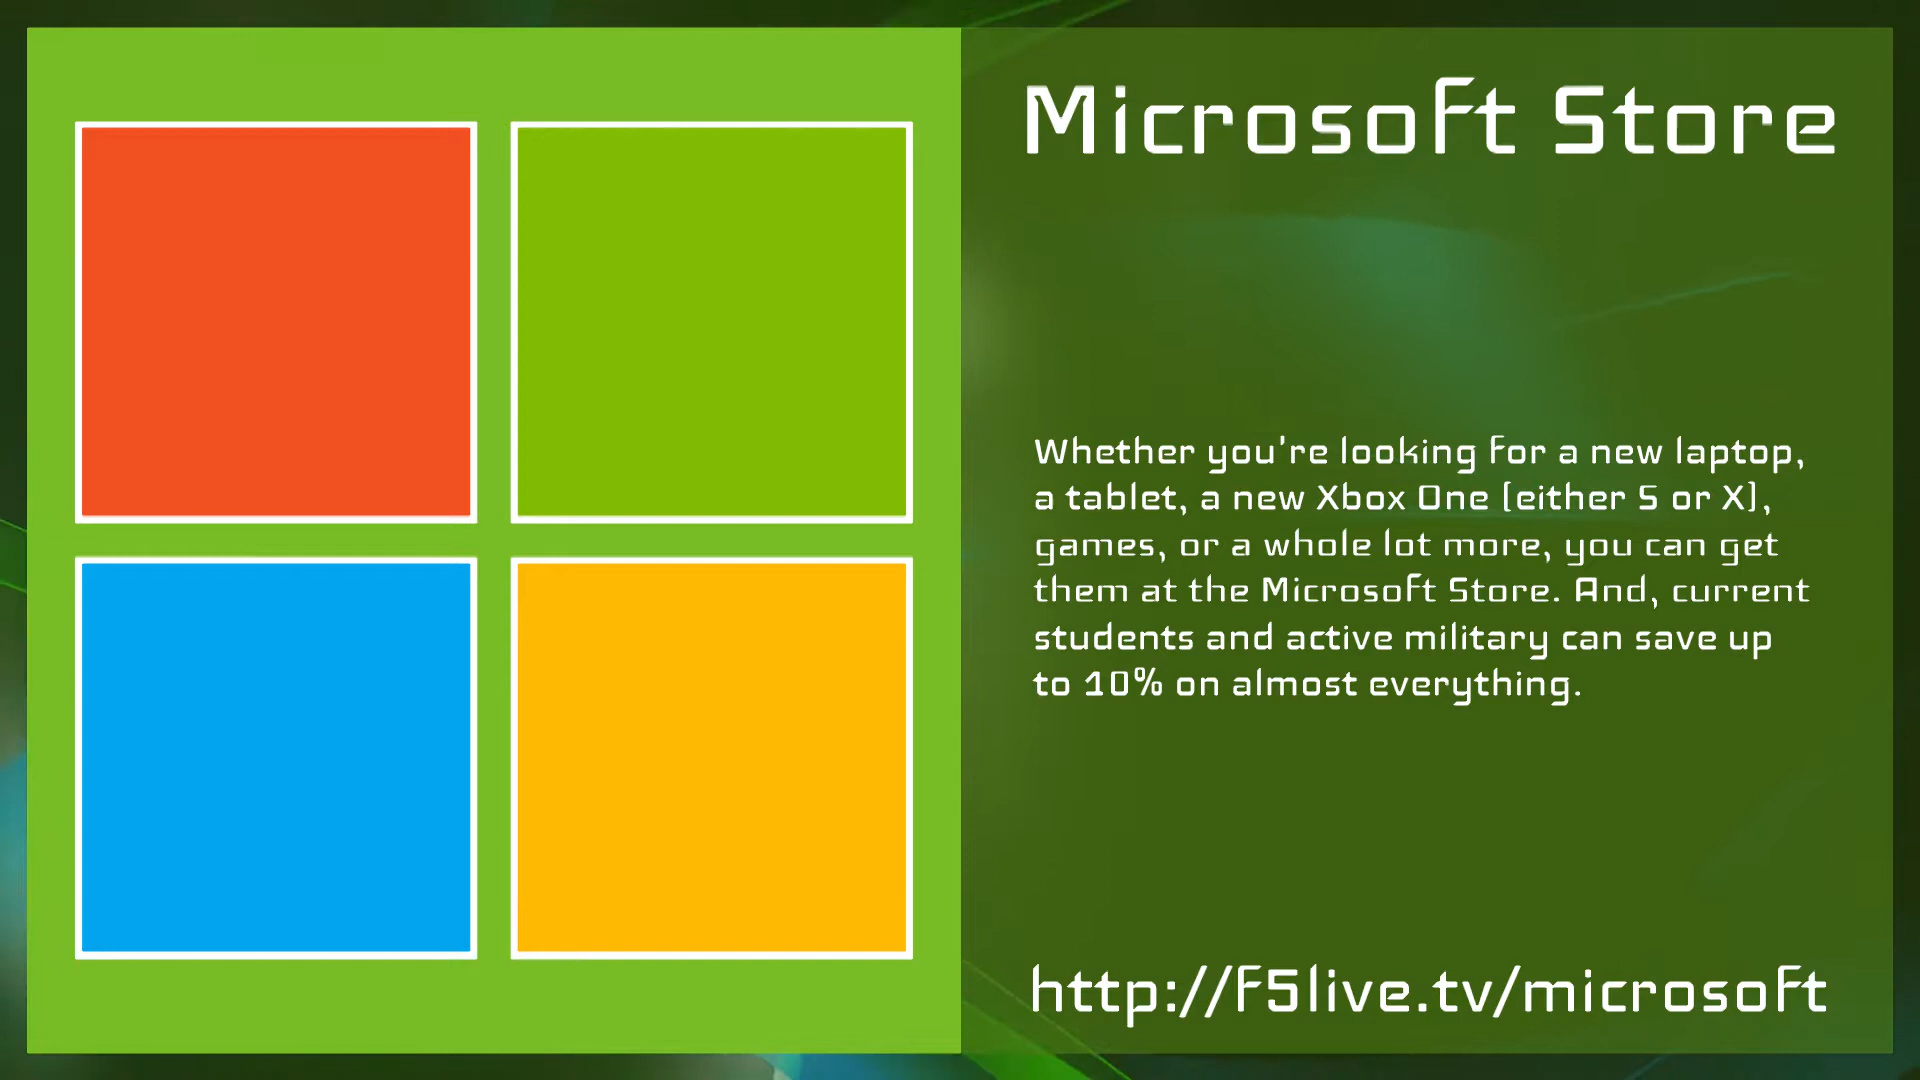 Microsoft Store
Whether you're looking for a new laptop,
a tablet, a new Xbox One [either S or X],
games, or a whole lot more, you can get
them at the Microsoft Store. And, current
students and active military can save up
to 10% on almost everything.
http://F5live.tv/microsoft